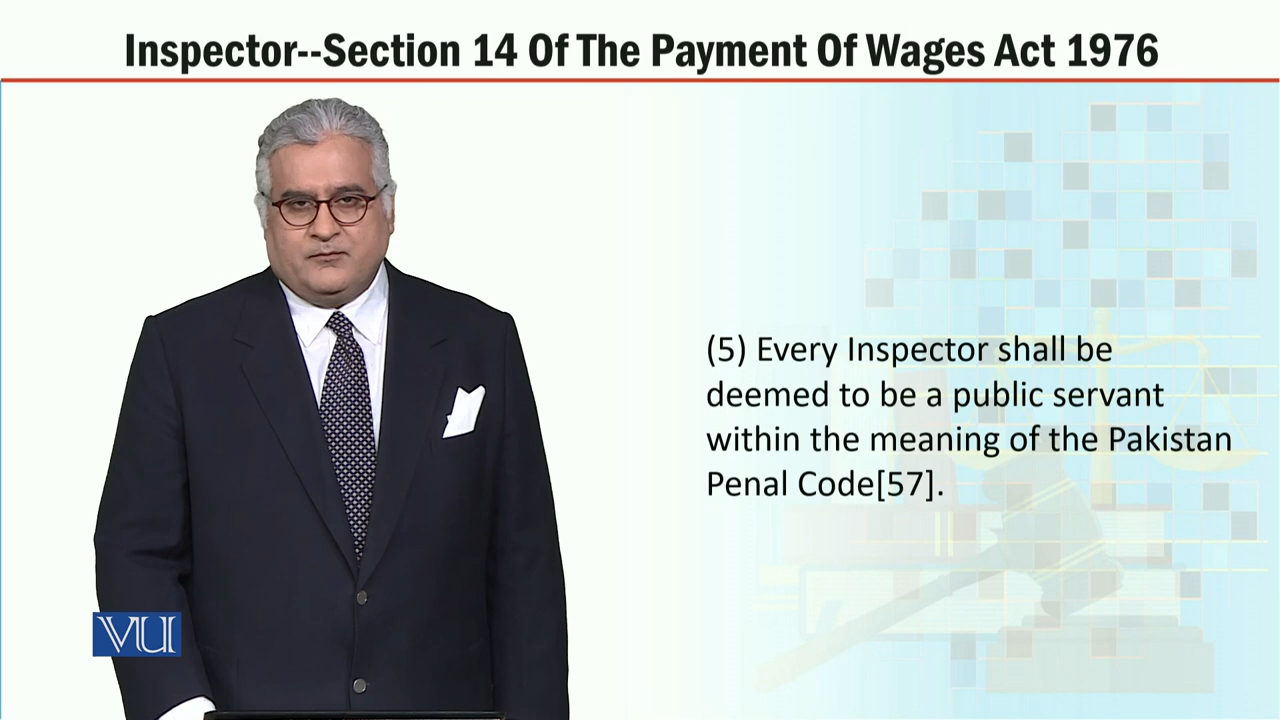 Inspector--Section 14 Of The Payment Of Wages Act 1976
(5) Every Inspector shall be
deemed to be a public servant
within the meaning of the Pakistan
Penal Code[57].
VU